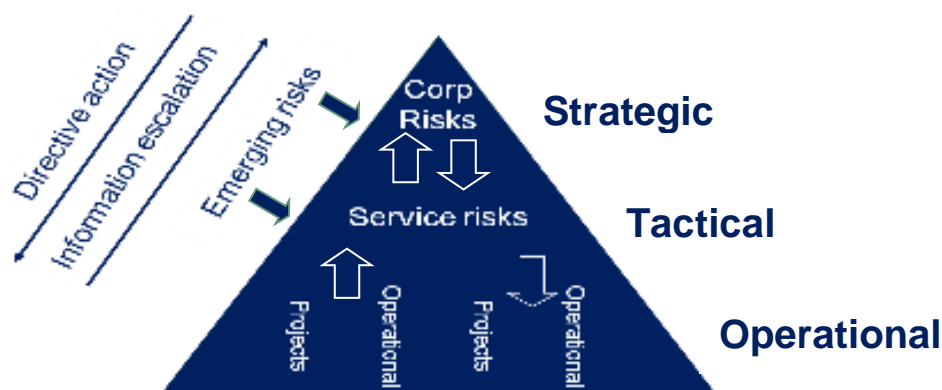 Directive action
Information escalation
Emerging risks
Corp
Risks
Strategic
Service risks
Tactical
Projects
Operational
Projects
Operational
Operational